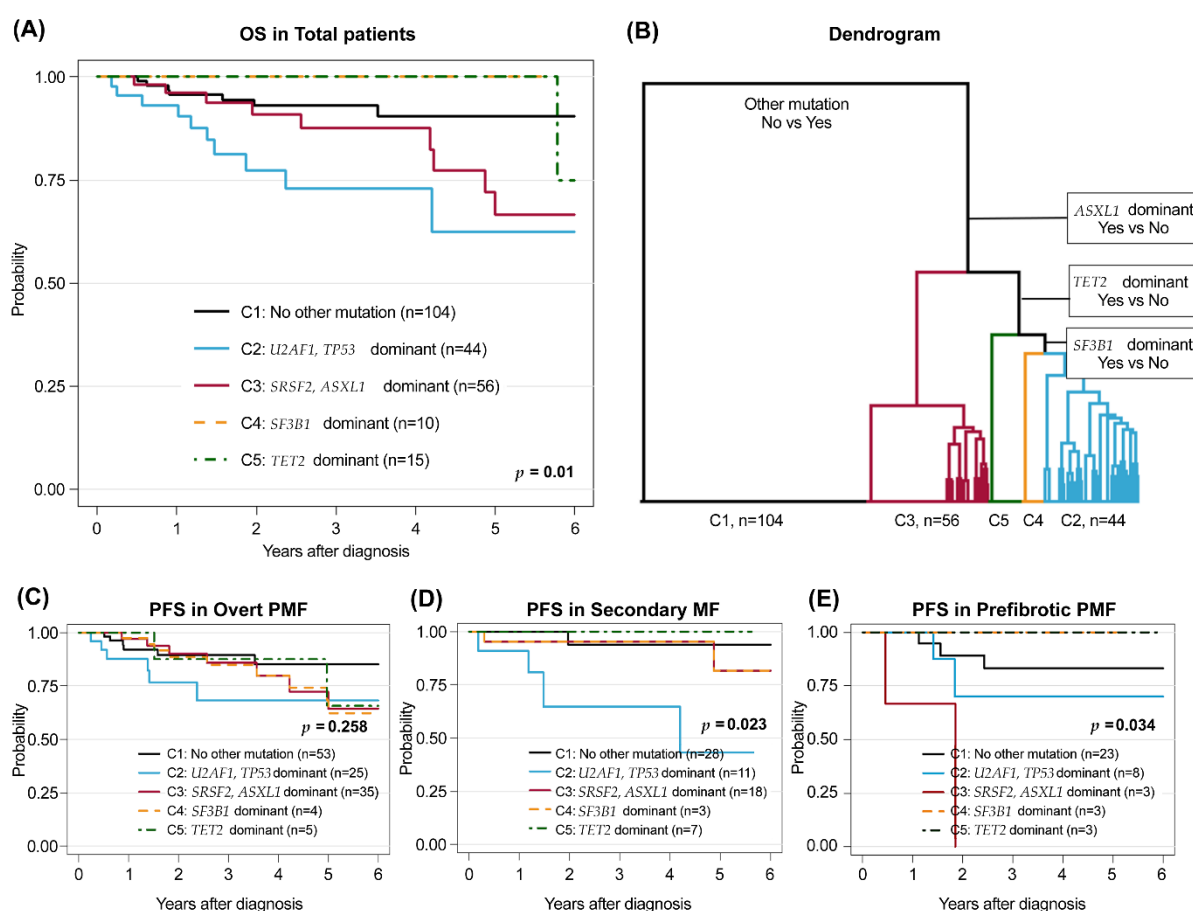 (A)
OS in Total patients
Probability
1.00
0.75
0.50
0.25
0.00
C1: No other mutation (n=104)
C2: U2AF1, TP53 dominant (n=44)
C3: SRSF2, ASXL1 dominant (n=56)
C4: SF3B1 dominant (n=10)
C5: TET2 dominant (n=15)
p = 0.01
0 1 2 3 4 5 6
Years after diagnosis
(B)
Dendrogram
Other mutation
No vs Yes
ASXL1 dominant
Yes vs No
TET2 dominant
Yes vs No
SF3B1 dominant
Yes vs No
C1, n=104 C3, n=56 C5 C4 C2, n=44
(C)
PFS in Overt PMF
Probability
1.00
0.75
0.50
0.25
0.00
p = 0.258
C1: No other mutation (n=53)
C2: U2AF1, TP53 dominant (n=25)
C3: SRSF2, ASXL1 dominant (n=35)
C4: SF3B1 dominant (n=4)
C5: TET2 dominant (n=5)
0 1 2 3 4 5 6
Years after diagnosis
(D)
PFS in Secondary MF
Probability
1.00
0.75
0.50
0.25
0.00
p = 0.023
C1: No other mutation (n=28)
C2: U2AF1, TP53 dominant (n=11)
C3: SRSF2, ASXL1 dominant (n=18)
C4: SF3B1 dominant (n=3)
C5: TET2 dominant (n=7)
0 1 2 3 4 5 6
Years after diagnosis
(E)
PFS in Prefibrotic PMF
Probability
1.00
0.75
0.50
0.25
0.00
p = 0.034
C1: No other mutation (n=23)
C2: U2AF1, TP53 dominant (n=8)
C3: SRSF2, ASXL1 dominant (n=3)
C4: SF3B1 dominant (n=3)
C5: TET2 dominant (n=3)
0 1 2 3 4 5 6
Years after diagnosis